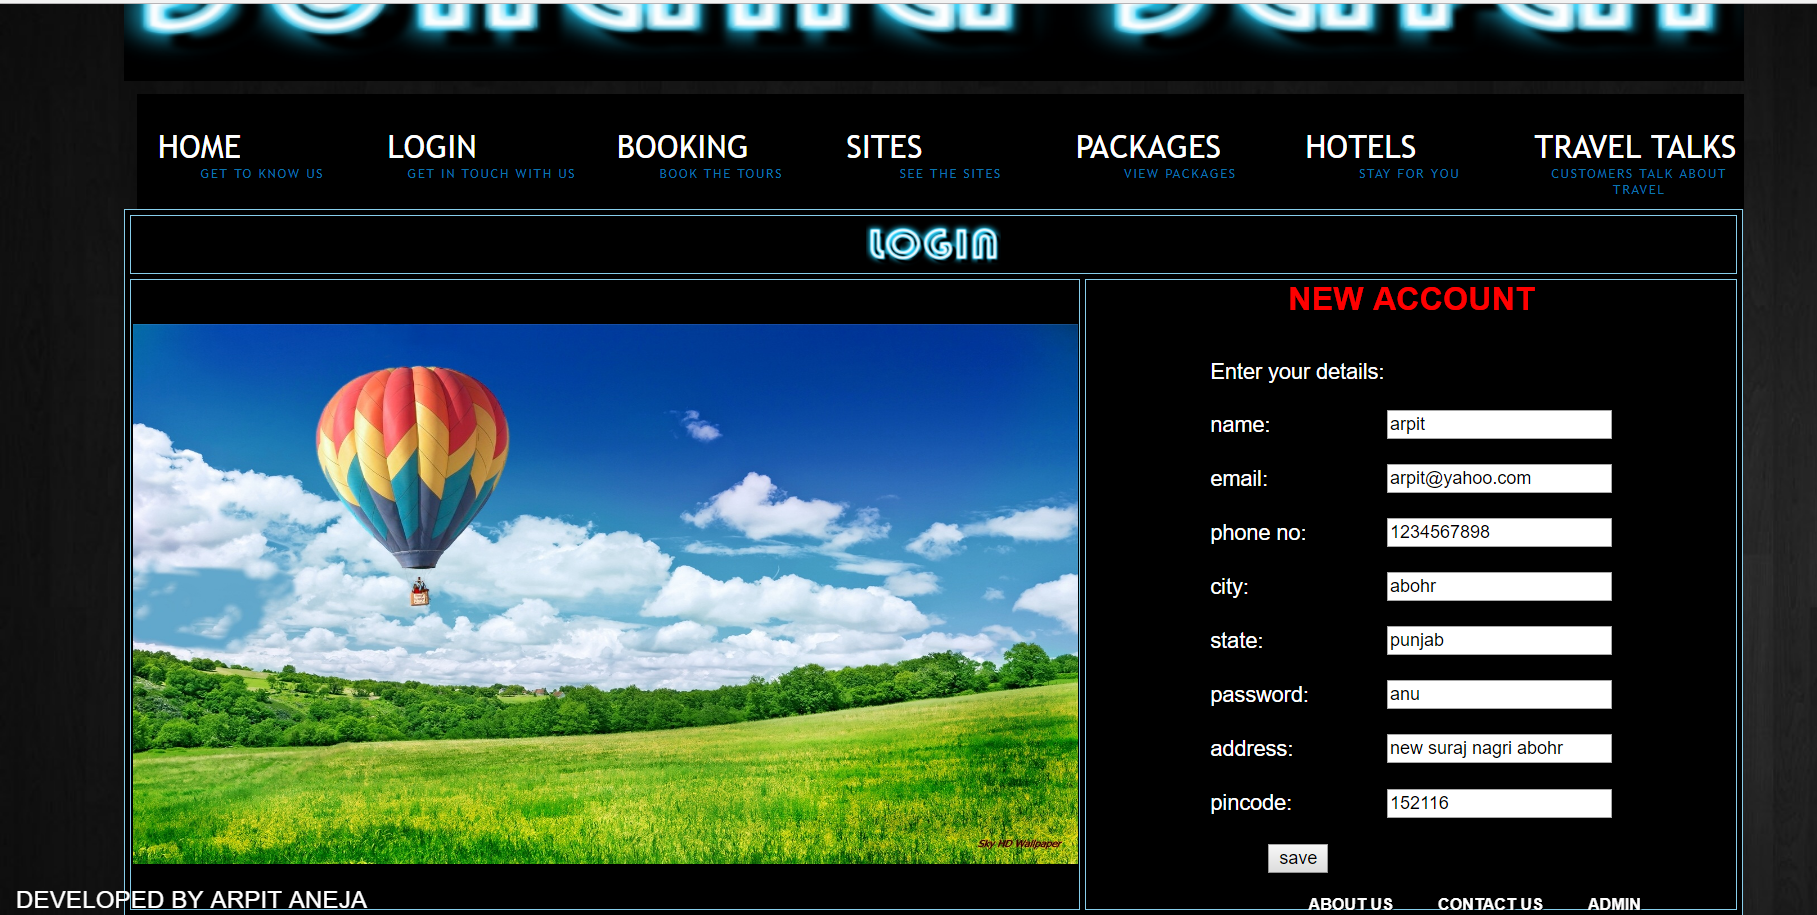 HOME LOGIN BOOKING SITES PACKAGES HOTELS TRAVEL TALKS
GET TO KNOW US GET IN TOUCH WITH US BOOK THE TOURS SEE THE SITES VIEW PACKAGES STAY FOR YOU CUSTOMERS TALK ABOUT
TRAVEL
LOGIN
NEW ACCOUNT
Enter your details:
name: arpit
email: arpit@yahoo.com
phone no: 1234567898
city: abohr
state: punjab
password: anu
address: new suraj nagri abohr
pincode: 152116
Sky HD Wallpaper
save
DEVELOPED BY ARPIT ANEJA
ABOUT US CONTACT US ADMIN